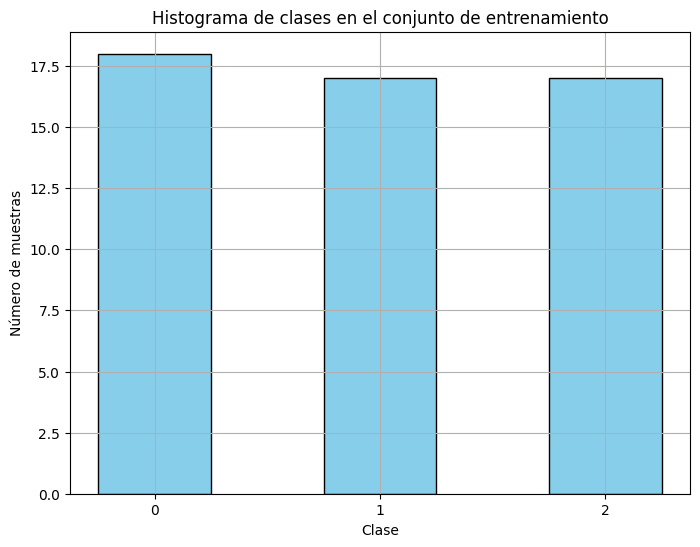 Histograma de clases en el conjunto de entrenamiento
17.5
15.0
12.5
10.0
7.5
5.0
2.5
0.0
Número de muestras
0 1 2
Clase